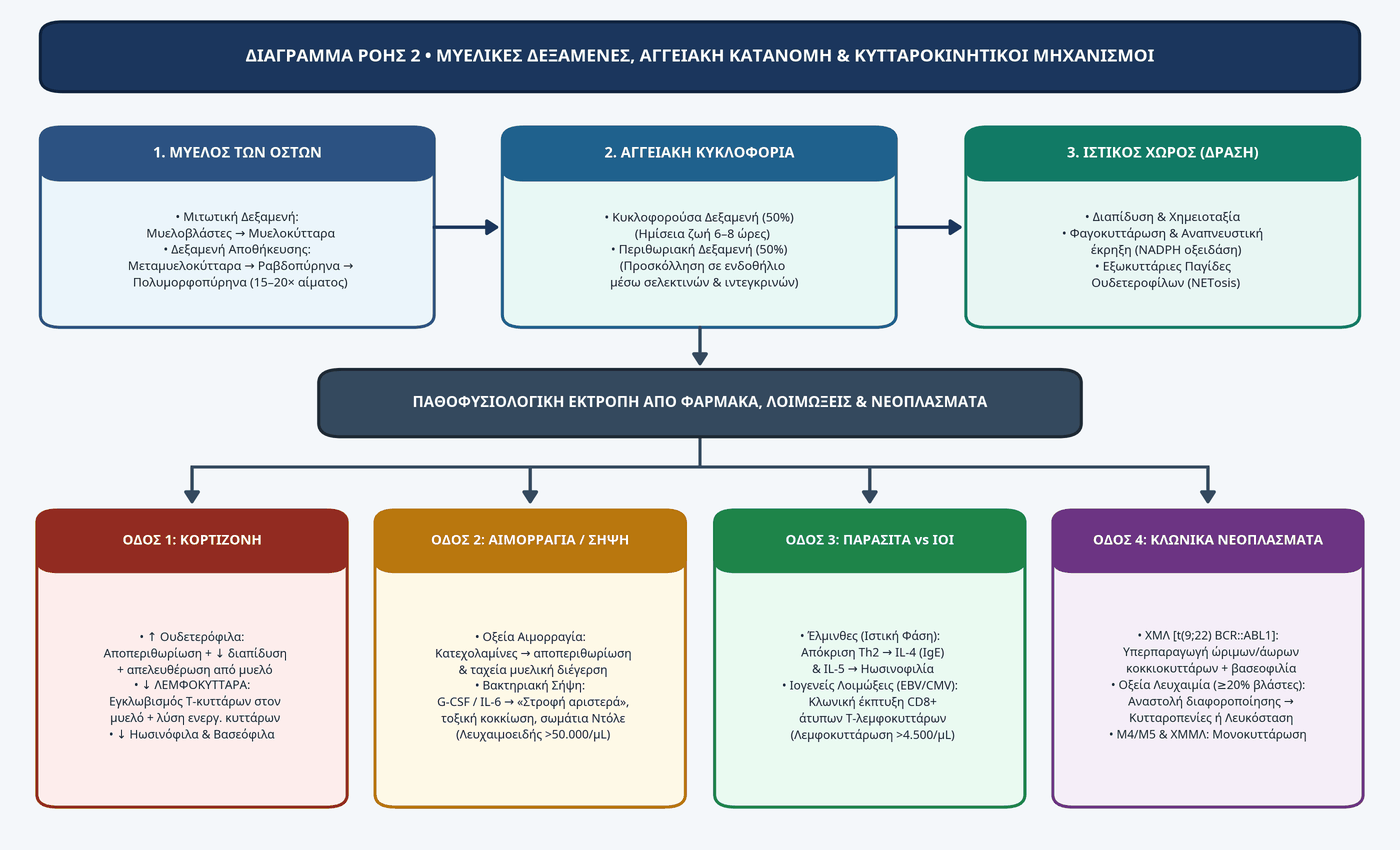 ΔΙΑΓΡΑΜΜΑ ΡΟΗΣ 2 • ΜΥΕΛΙΚΕΣ ΔΕΞΑΜΕΝΕΣ, ΑΓΓΕΙΑΚΗ ΚΑΤΑΝΟΜΗ & ΚΥΤΤΑΡΟΚΙΝΗΤΙΚΟΙ ΜΗΧΑΝΙΣΜΟΙ
1. ΜΥΕΛΟΣ ΤΩΝ ΟΣΤΩΝ
• Μιτωτική Δεξαμενή:
Μυελοβλάστες → Μυελοκύτταρα
• Δεξαμενή Αποθήκευσης:
Μεταμυελοκύτταρα → Ραβδοπύρηνα →
Πολυμορφοπύρηνα (15–20× αίματος)
2. ΑΓΓΕΙΑΚΗ ΚΥΚΛΟΦΟΡΙΑ
• Κυκλοφορούσα Δεξαμενή (50%)
(Ημίσεια ζωή 6–8 ώρες)
• Περιθωριακή Δεξαμενή (50%)
(Προσκόλληση σε ενδοθήλιο
μέσω σελεκτινών & ιντεγκρινών)
3. ΙΣΤΙΚΟΣ ΧΩΡΟΣ (ΔΡΑΣΗ)
• Διαπίδυση & Χημειοταξία
• Φαγοκυττάρωση & Αναπνευστική
έκρηξη (NADPH οξειδάση)
• Εξωκυττάριες Παγίδες
Ουδετεροφίλων (NETosis)
ΠΑΘΟΦΥΣΙΟΛΟΓΙΚΗ ΕΚΤΡΟΠΗ ΑΠΟ ΦΑΡΜΑΚΑ, ΛΟΙΜΩΞΕΙΣ & ΝΕΟΠΛΑΣΜΑΤΑ
ΟΔΟΣ 1: ΚΟΡΤΙΖΟΝΗ
• ↑ Ουδετερόφιλα:
Αποπεριθωρίωση + ↓ διαπίδυση
+ απελευθέρωση από μυελό
• ↓ ΛΕΜΦΟΚΥΤΤΑΡΑ:
Εγκλωβισμός Τ-κυττάρων στον
μυελό + λύση ενεργ. κυττάρων
• ↓ Ηωσινόφιλα & Βασεόφιλα
ΟΔΟΣ 2: ΑΙΜΟΡΡΑΓΙΑ / ΣΗΨΗ
• Οξεία Αιμορραγία:
Κατεχολαμίνες → αποπεριθωρίωση
& ταχεία μυελική διέγερση
• Βακτηριακή Σήψη:
G-CSF / IL-6 → «Στροφή αριστερά»,
τοξική κοκκίωση, σωμάτια Ντόλε
(Λευχαιμοειδής >50.000/μL)
ΟΔΟΣ 3: ΠΑΡΑΣΙΤΑ vs ΙΟΙ
• Έλμινθες (Ιστική Φάση):
Απόκριση Th2 → IL-4 (IgE)
& IL-5 → Ηωσινοφιλία
• Ιογενείς Λοιμώξεις (EBV/CMV):
Κλωνική έκπτυξη CD8+
άτυπων Τ-λεμφοκυττάρων
(Λεμφοκυττάρωση >4.500/μL)
ΟΔΟΣ 4: ΚΛΩΝΙΚΑ ΝΕΟΠΛΑΣΜΑΤΑ
• ΧΜΛ [t(9;22) BCR::ABL1]:
Υπερπαραγωγή ώριμων/άωρων
κοκκιοκυττάρων + βασεοφιλία
• Οξεία Λευχαιμία (≥20% βλάστες):
Αναστολή διαφοροποίησης →
Κυτταροπενίες ή Λευκόσταση
• M4/M5 & ΧΜΜΛ: Μονοκυττάρωση